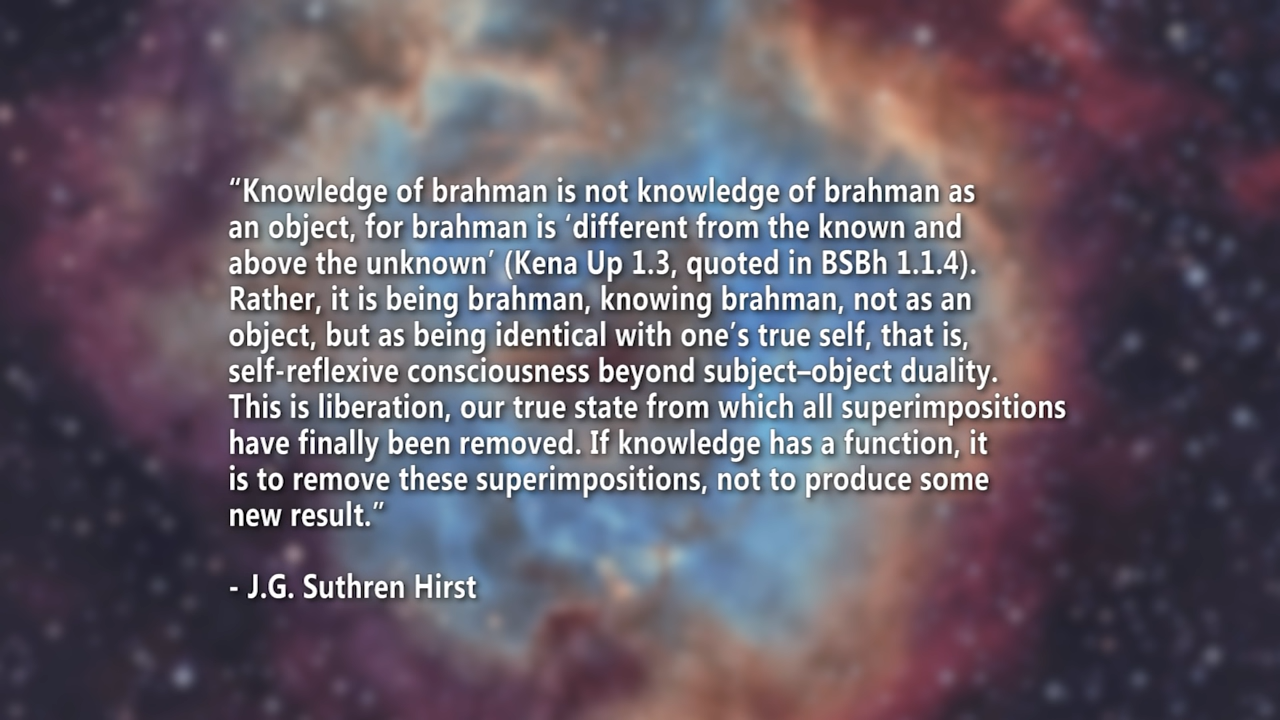 “Knowledge of brahman is not knowledge of brahman as
an object, for brahman is ‘different from the known and
above the unknown’ (Kena Up 1.3, quoted in BSBh 1.1.4).
Rather, it is being brahman, knowing brahman, not as an
object, but as being identical with one’s true self, that is,
self-reflexive consciousness beyond subject–object duality.
This is liberation, our true state from which all superimpositions
have finally been removed. If knowledge has a function, it
is to remove these superimpositions, not to produce some
new result.”
- J.G. Suthren Hirst